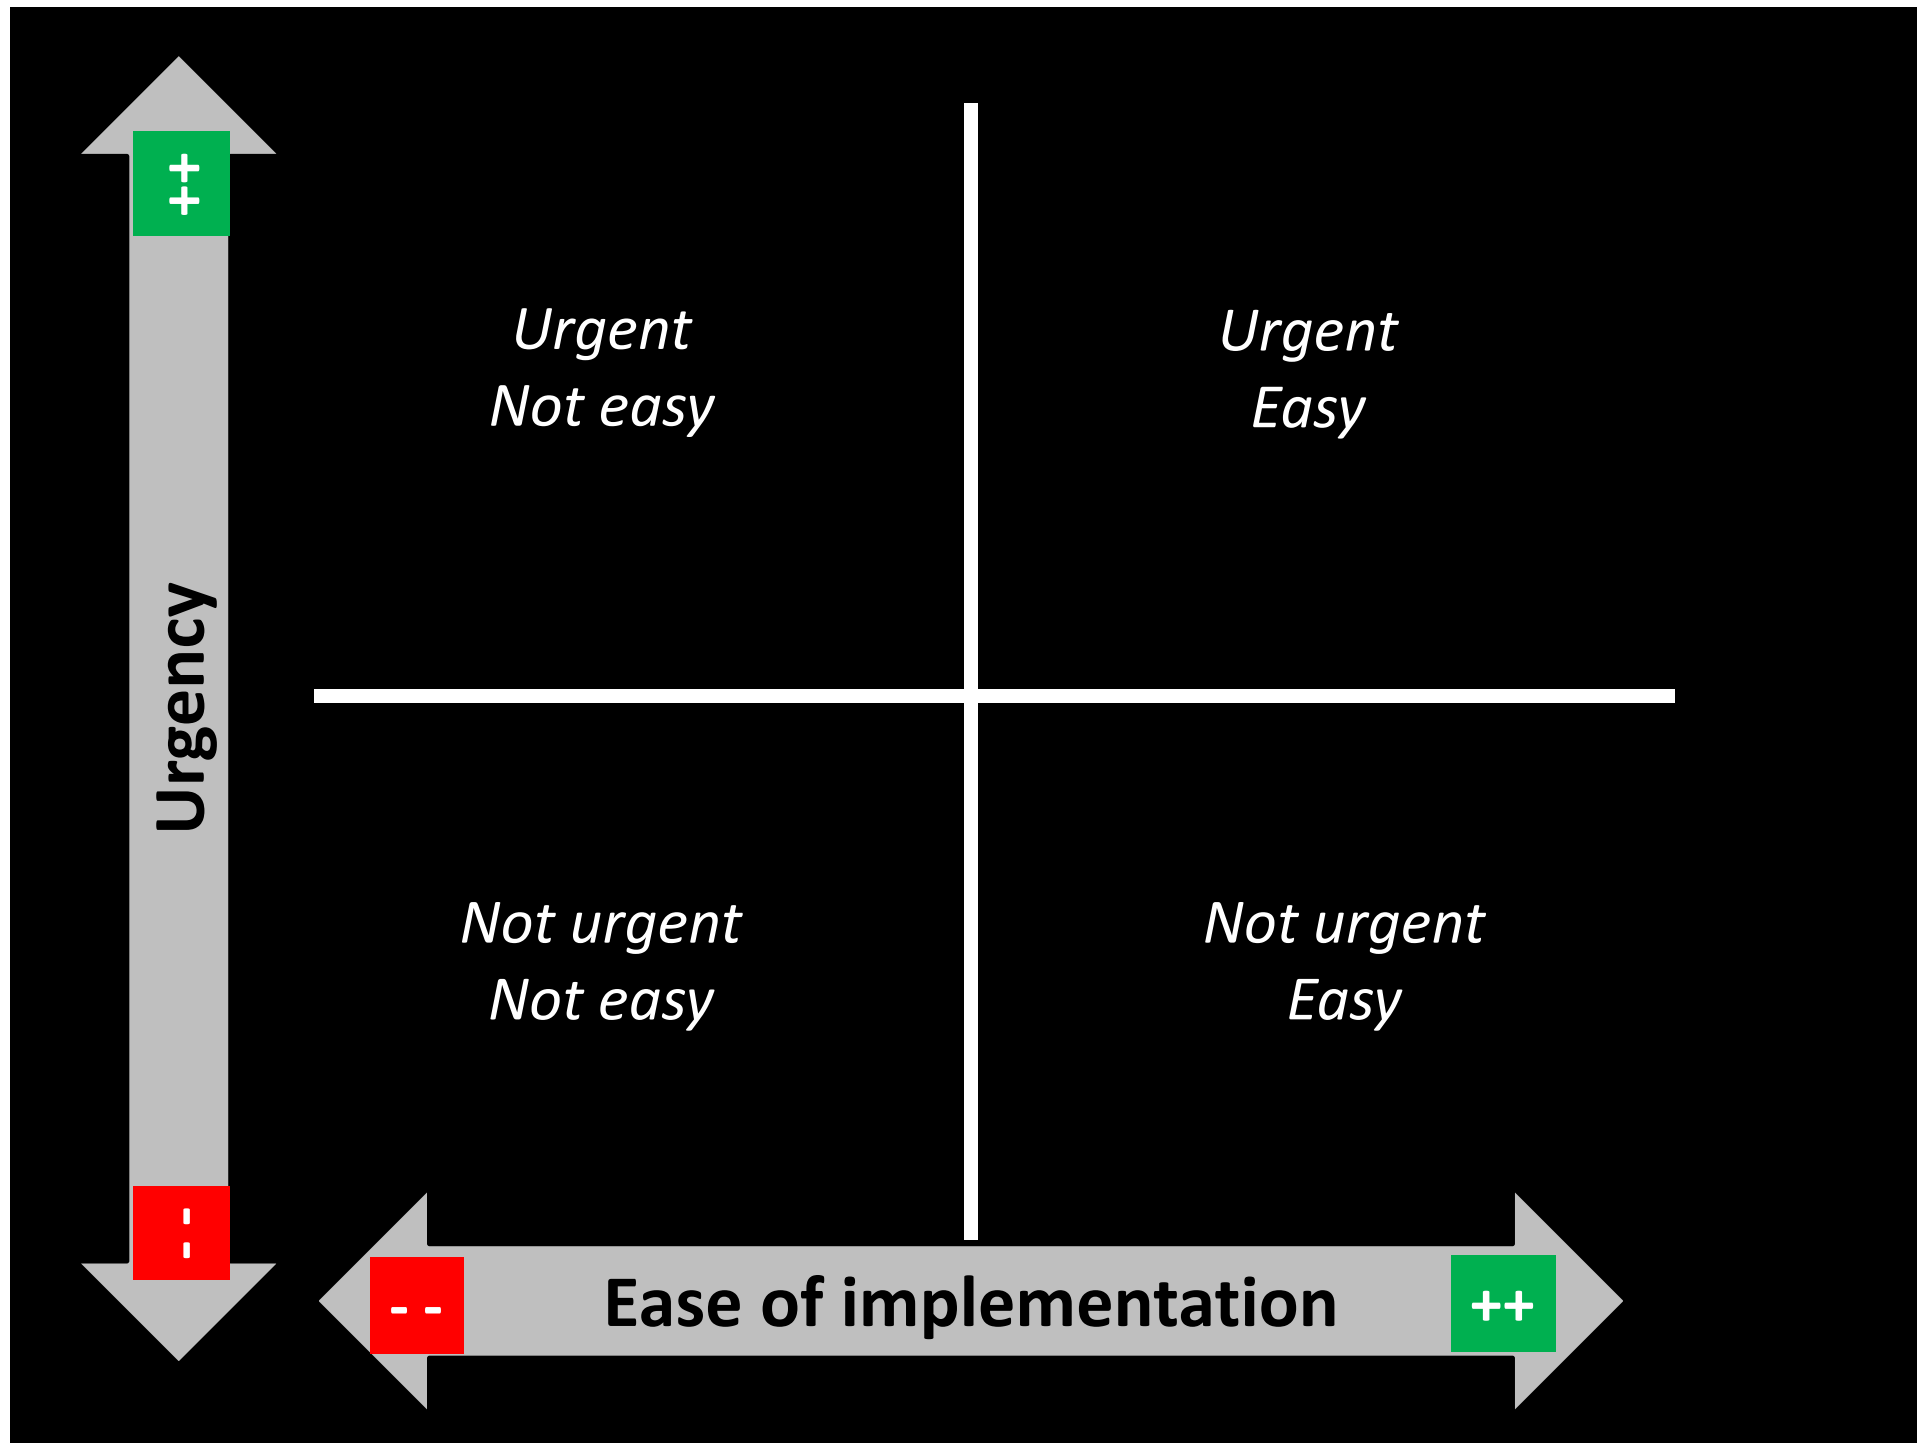 ++
Urgent
Not easy
Urgent
Easy
Urgency
Not urgent
Not easy
Not urgent
Easy
- -
- -
Ease of implementation
++